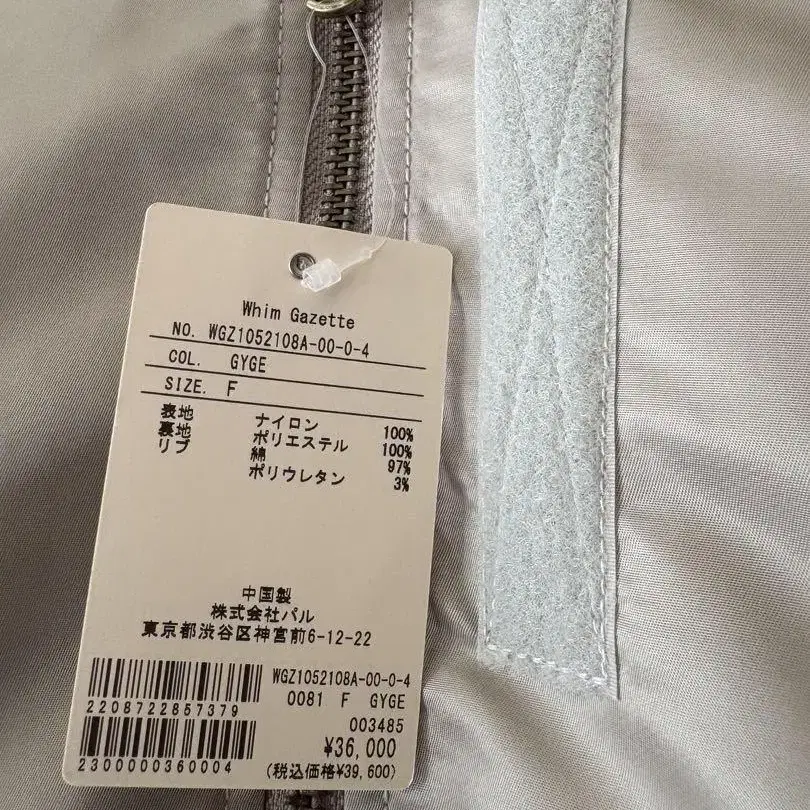 Whim Gazette
NO. WGZ1052108A-00-0-4
COL. GYGE
SIZE. F
表地 ナイロン 100%
裏地 ポリエステル 100%
リブ 綿 97%
ポリウレタン 3%
中国製
株式会社パル
東京都渋谷区神宮前6-12-22
WGZ1052108A-00-0-4
2208722857379
0081 F GYGE
003485
¥36,000
2300000360004
(税込価格¥39,600)